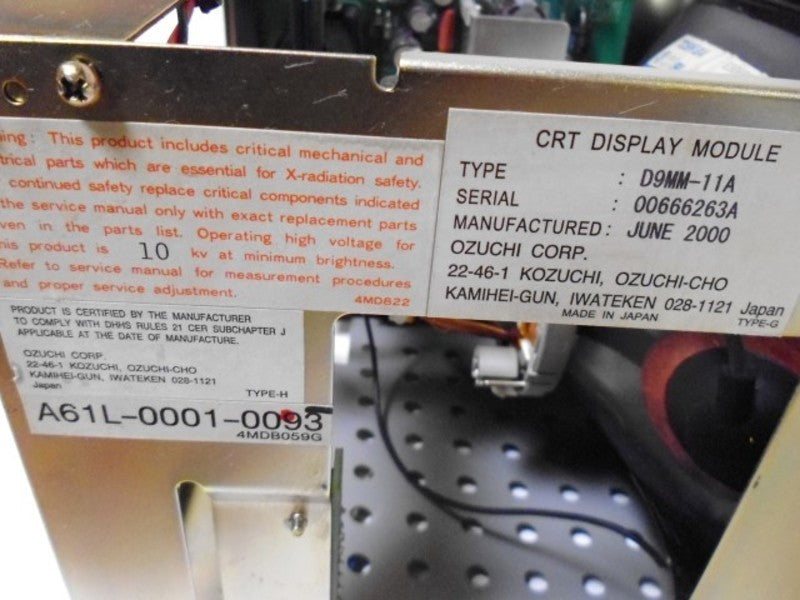 ning: This product includes critical mechanical and
trical parts which are essential for X-radiation safety.
continued safety replace critical components indicated
the service manual only with exact replacement parts
ven in the parts list. Operating high voltage for
his product is 10 kv at minimum brightness.
Refer to service manual for measurement procedures
and proper service adjustment.
4MD822
CRT DISPLAY MODULE
TYPE : D9MM-11A
SERIAL : 00666263A
MANUFACTURED: JUNE 2000
OZUCHI CORP.
22-46-1 KOZUCHI, OZUCHI-CHO
KAMIHEI-GUN, IWATEKEN 028-1121 Japan
MADE IN JAPAN
TYPE-G
PRODUCT IS CERTIFIED BY THE MANUFACTURER
TO COMPLY WITH DHHS RULES 21 CER SUBCHAPTER J
APPLICABLE AT THE DATE OF MANUFACTURE.
OZUCHI CORP.
22-46-1 KOZUCHI, OZUCHI-CHO
KAMIHEI-GUN, IWATEKEN 028-1121
Japan
TYPE-H
A61L-0001-0093
4MDB059G